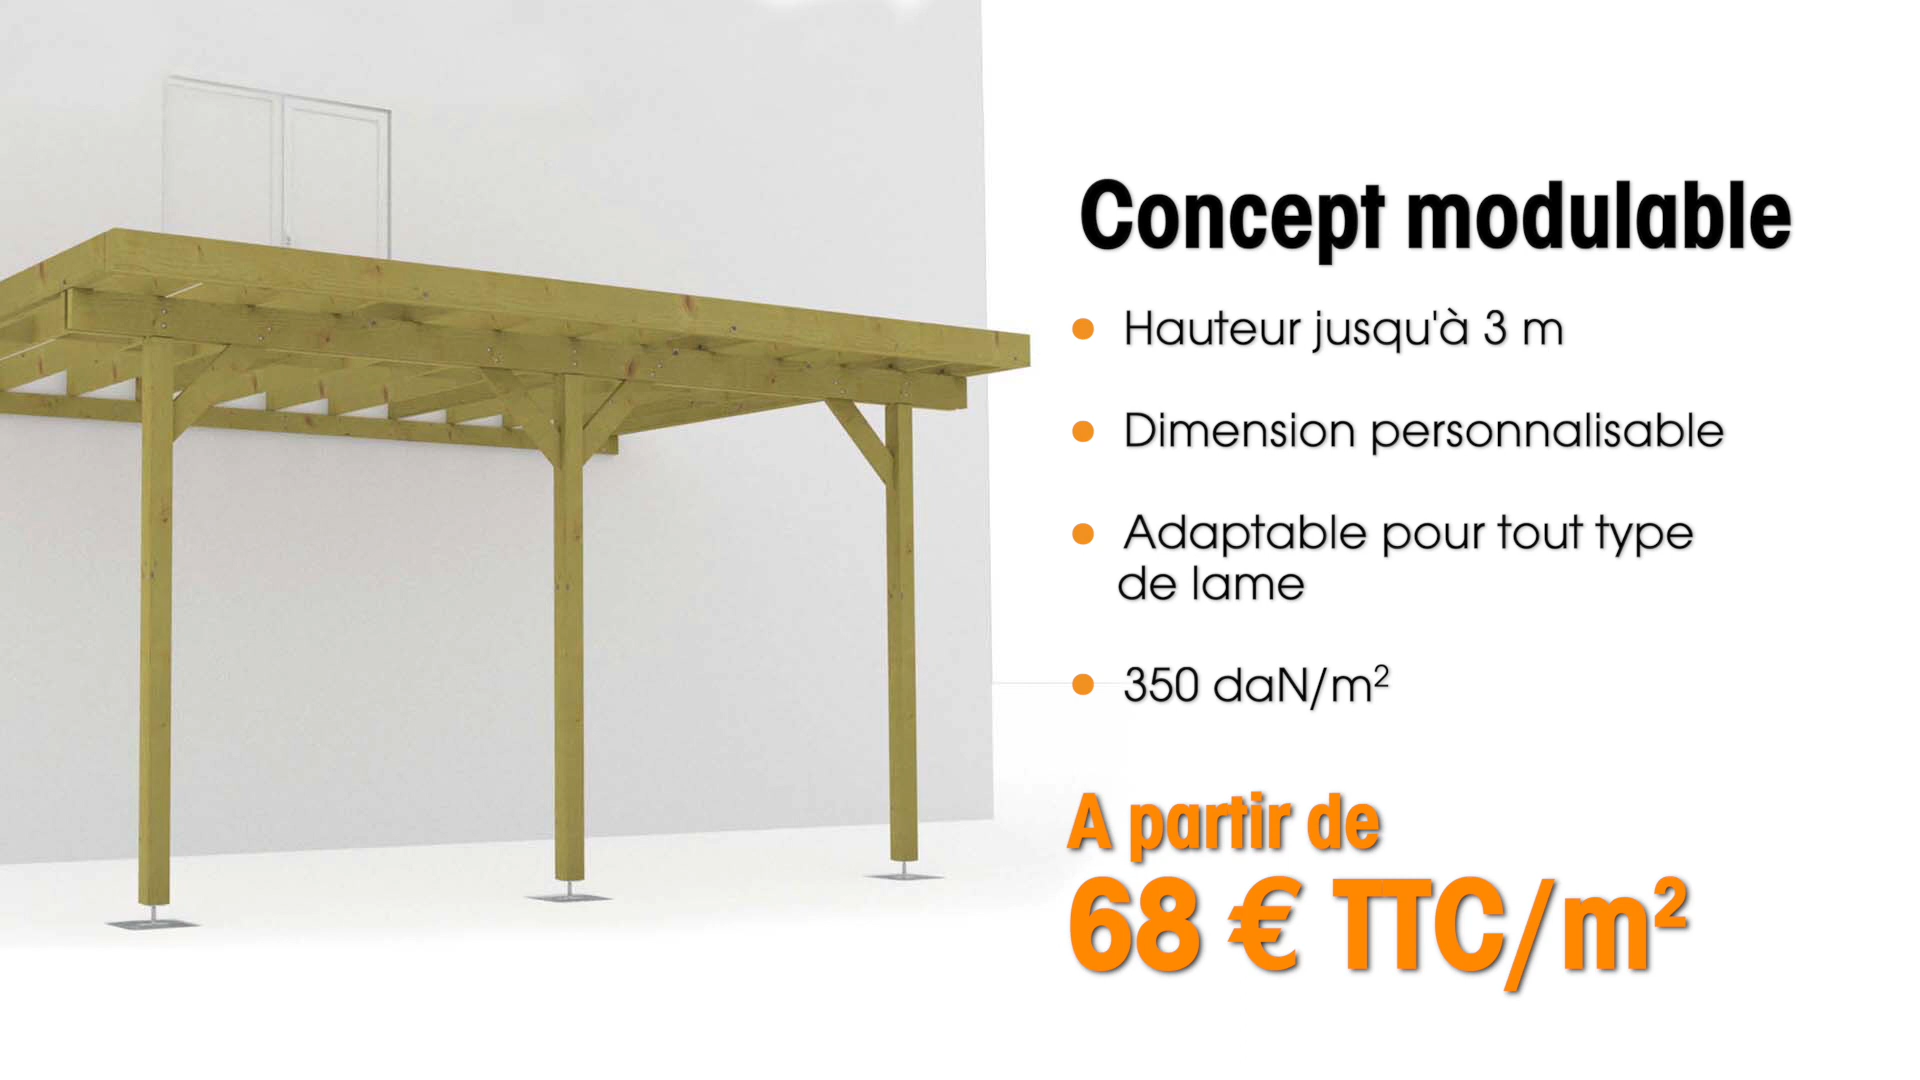 Concept modulable
• Hauteur jusqu'à 3 m
• Dimension personnalisable
• Adaptable pour tout type
de lame
• 350 daN/m²
A partir de
68 € TTC/m²